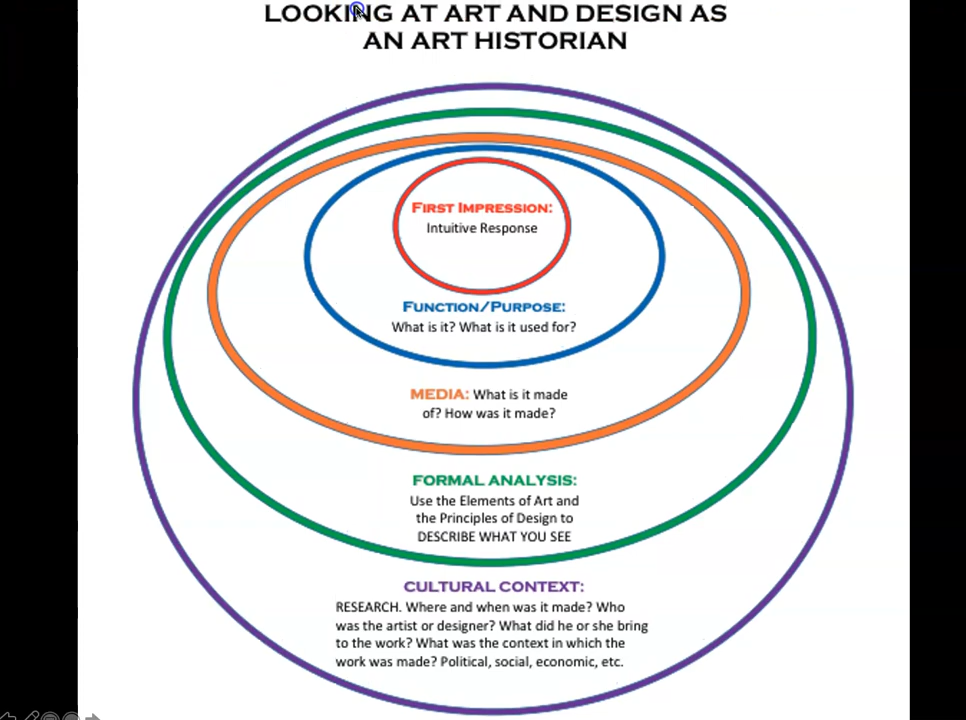 LOOKING AT ART AND DESIGN AS
AN ART HISTORIAN
FIRST IMPRESSION:
Intuitive Response
FUNCTION/PURPOSE:
What is it? What is it used for?
MEDIA: What is it made
of? How was it made?
FORMAL ANALYSIS:
Use the Elements of Art and
the Principles of Design to
DESCRIBE WHAT YOU SEE
CULTURAL CONTEXT:
RESEARCH. Where and when was it made? Who
was the artist or designer? What did he or she bring
to the work? What was the context in which the
work was made? Political, social, economic, etc.